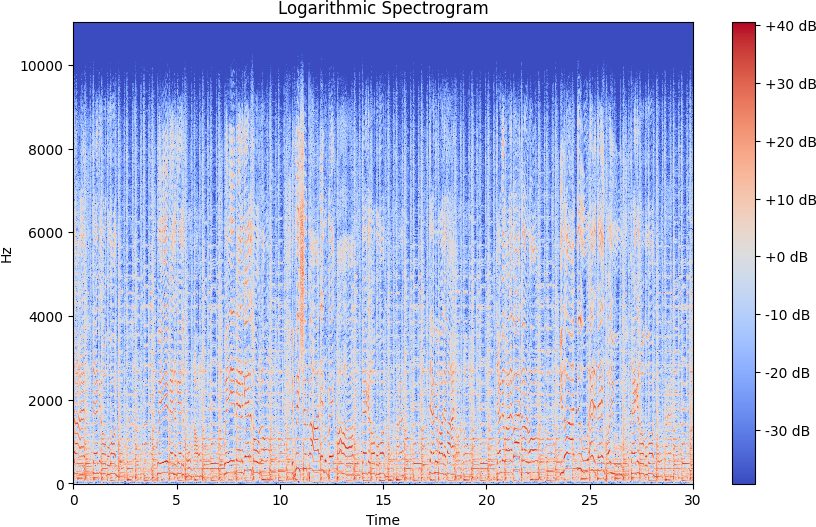 Logarithmic Spectrogram
Hz
10000
8000
6000
4000
2000
0
0 5 10 15 20 25 30
Time
+40 dB
+30 dB
+20 dB
+10 dB
+0 dB
-10 dB
-20 dB
-30 dB